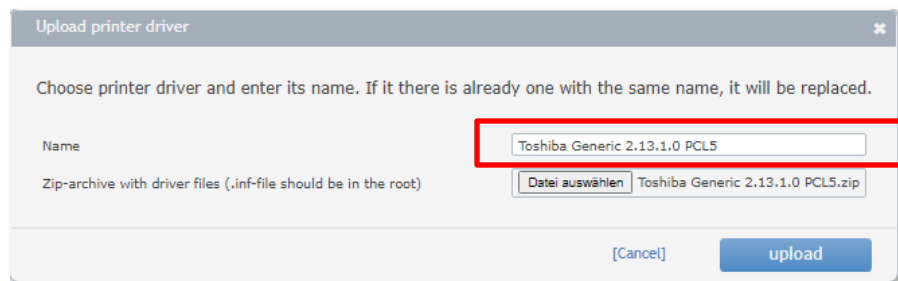 Upload printer driver
Choose printer driver and enter its name. If it there is already one with the same name, it will be replaced.
Name Toshiba Generic 2.13.1.0 PCL5
Zip-archive with driver files (.inf-file should be in the root) Datei auswählen Toshiba Generic 2.13.1.0 PCL5.zip
[Cancel] upload